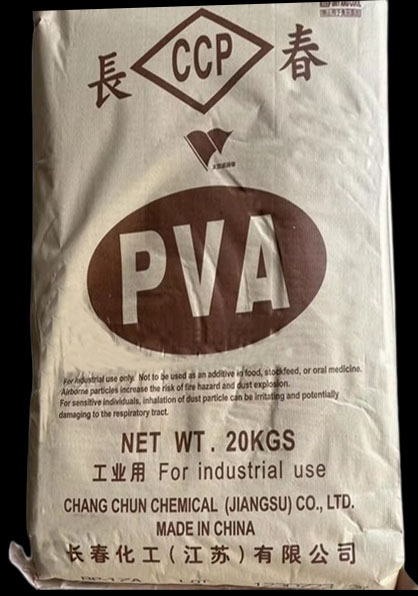 長 CCP 春
PVA
For industrial use only. Not to be used as an additive in food, stockfeed, or oral medicine.
Airborne particles increase the risk of fire hazard and dust explosion.
For sensitive individuals, inhalation of dust particle can be irritating and potentially
damaging to the respiratory tract.
NET WT. 20KGS
工业用 For industrial use
CHANG CHUN CHEMICAL (JIANGSU) CO., LTD.
MADE IN CHINA
长春化工(江苏)有限公司
BP-17A LOT